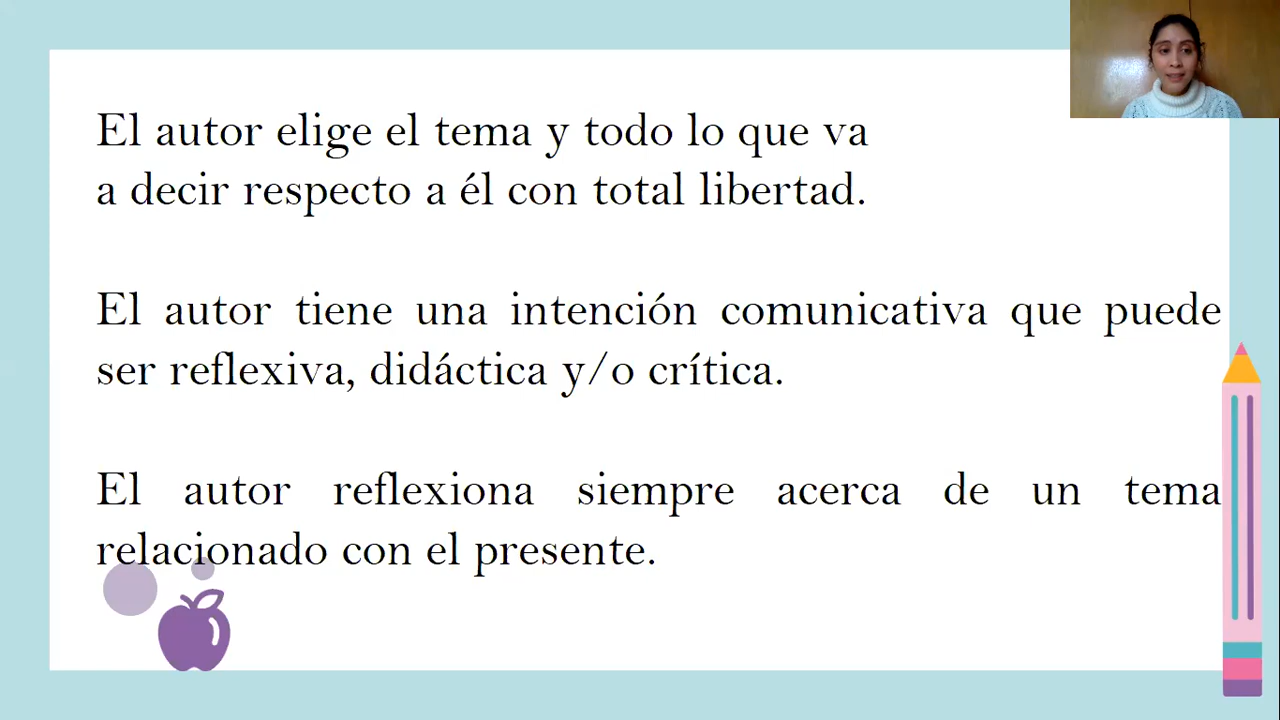 El autor elige el tema y todo lo que va
a decir respecto a él con total libertad.
El autor tiene una intención comunicativa que puede
ser reflexiva, didáctica y/o crítica.
El autor reflexiona siempre acerca de un tema
relacionado con el presente.